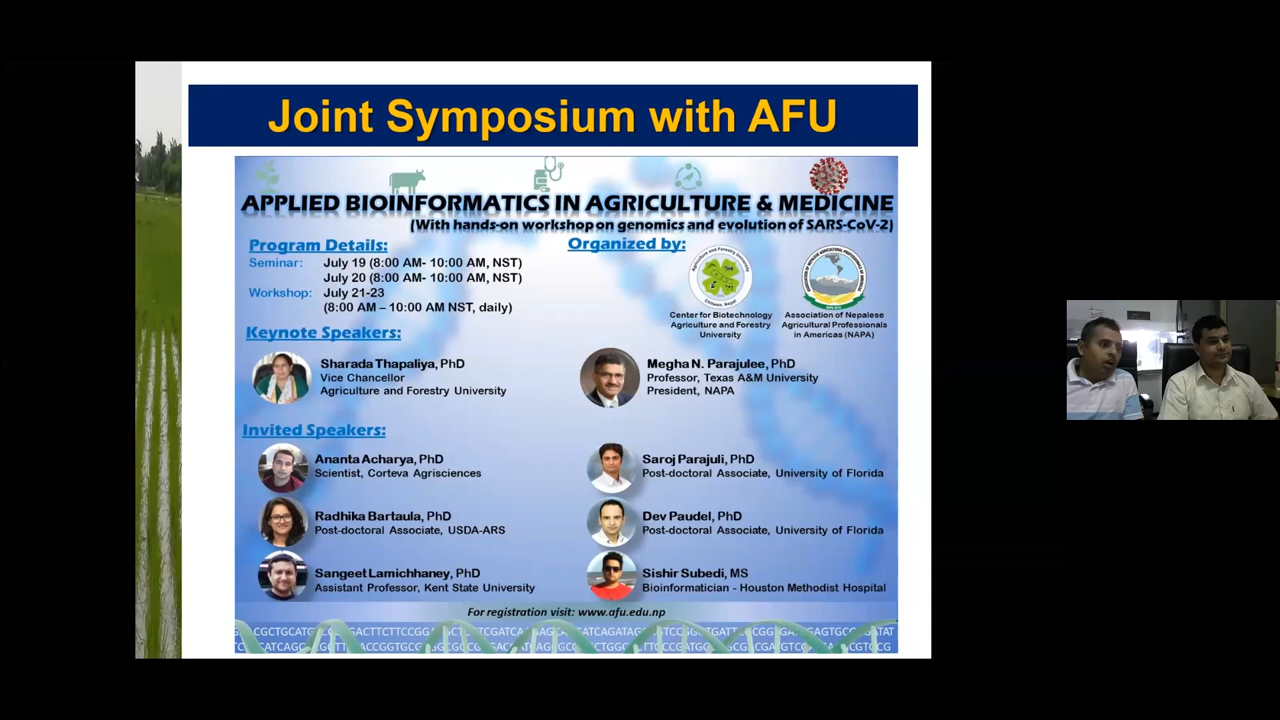 Joint Symposium with AFU
APPLIED BIOINFORMATICS IN AGRICULTURE & MEDICINE
(With hands-on workshop on genomics and evolution of SARS-CoV-2)
Program Details:
Seminar: July 19 (8:00 AM- 10:00 AM, NST)
July 20 (8:00 AM- 10:00 AM, NST)
Workshop: July 21-23
(8:00 AM – 10:00 AM NST, daily)
Organized by:
Agriculture and Forestry University
Chitwan, Nepal
Center for Biotechnology
Agriculture and Forestry
University
Association of Nepalese
Agricultural Professionals
in Americas (NAPA)
Keynote Speakers:
Sharada Thapaliya, PhD
Vice Chancellor
Agriculture and Forestry University
Megha N. Parajulee, PhD
Professor, Texas A&M University
President, NAPA
Invited Speakers:
Ananta Acharya, PhD
Scientist, Corteva Agrisciences
Saroj Parajuli, PhD
Post-doctoral Associate, University of Florida
Radhika Bartaula, PhD
Post-doctoral Associate, USDA-ARS
Dev Paudel, PhD
Post-doctoral Associate, University of Florida
Sangeet Lamichhaney, PhD
Assistant Professor, Kent State University
Sishir Subedi, MS
Bioinformatician - Houston Methodist Hospital
For registration visit: www.afu.edu.np